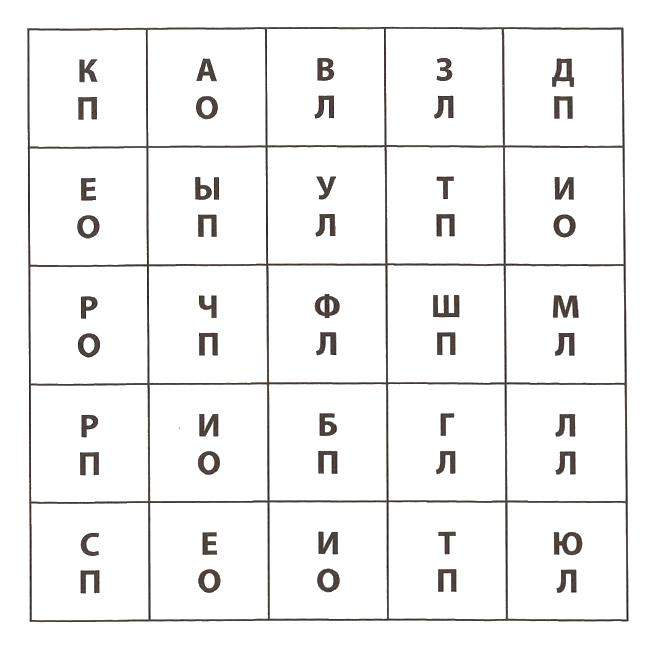 К А В З Д
П О Л Л П
Е Ы У Т И
О П Л П О
Р Ч Ф Ш М
О П Л П Л
Р И Б Г Л
П О П Л Л
С Е И Т Ю
П О О П Л